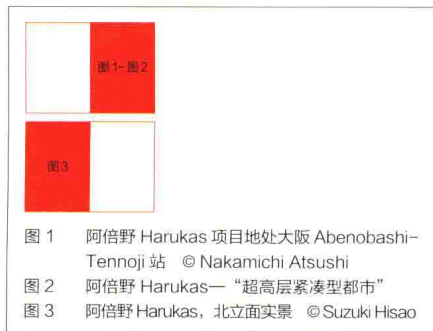 图1-图2
图3
图 1 阿倍野 Harukas 项目地处大阪 Abenobashi-
Tennoji 站 © Nakamichi Atsushi
图 2 阿倍野 Harukas—“超高层紧凑型都市”
图 3 阿倍野 Harukas，北立面实景 © Suzuki Hisao